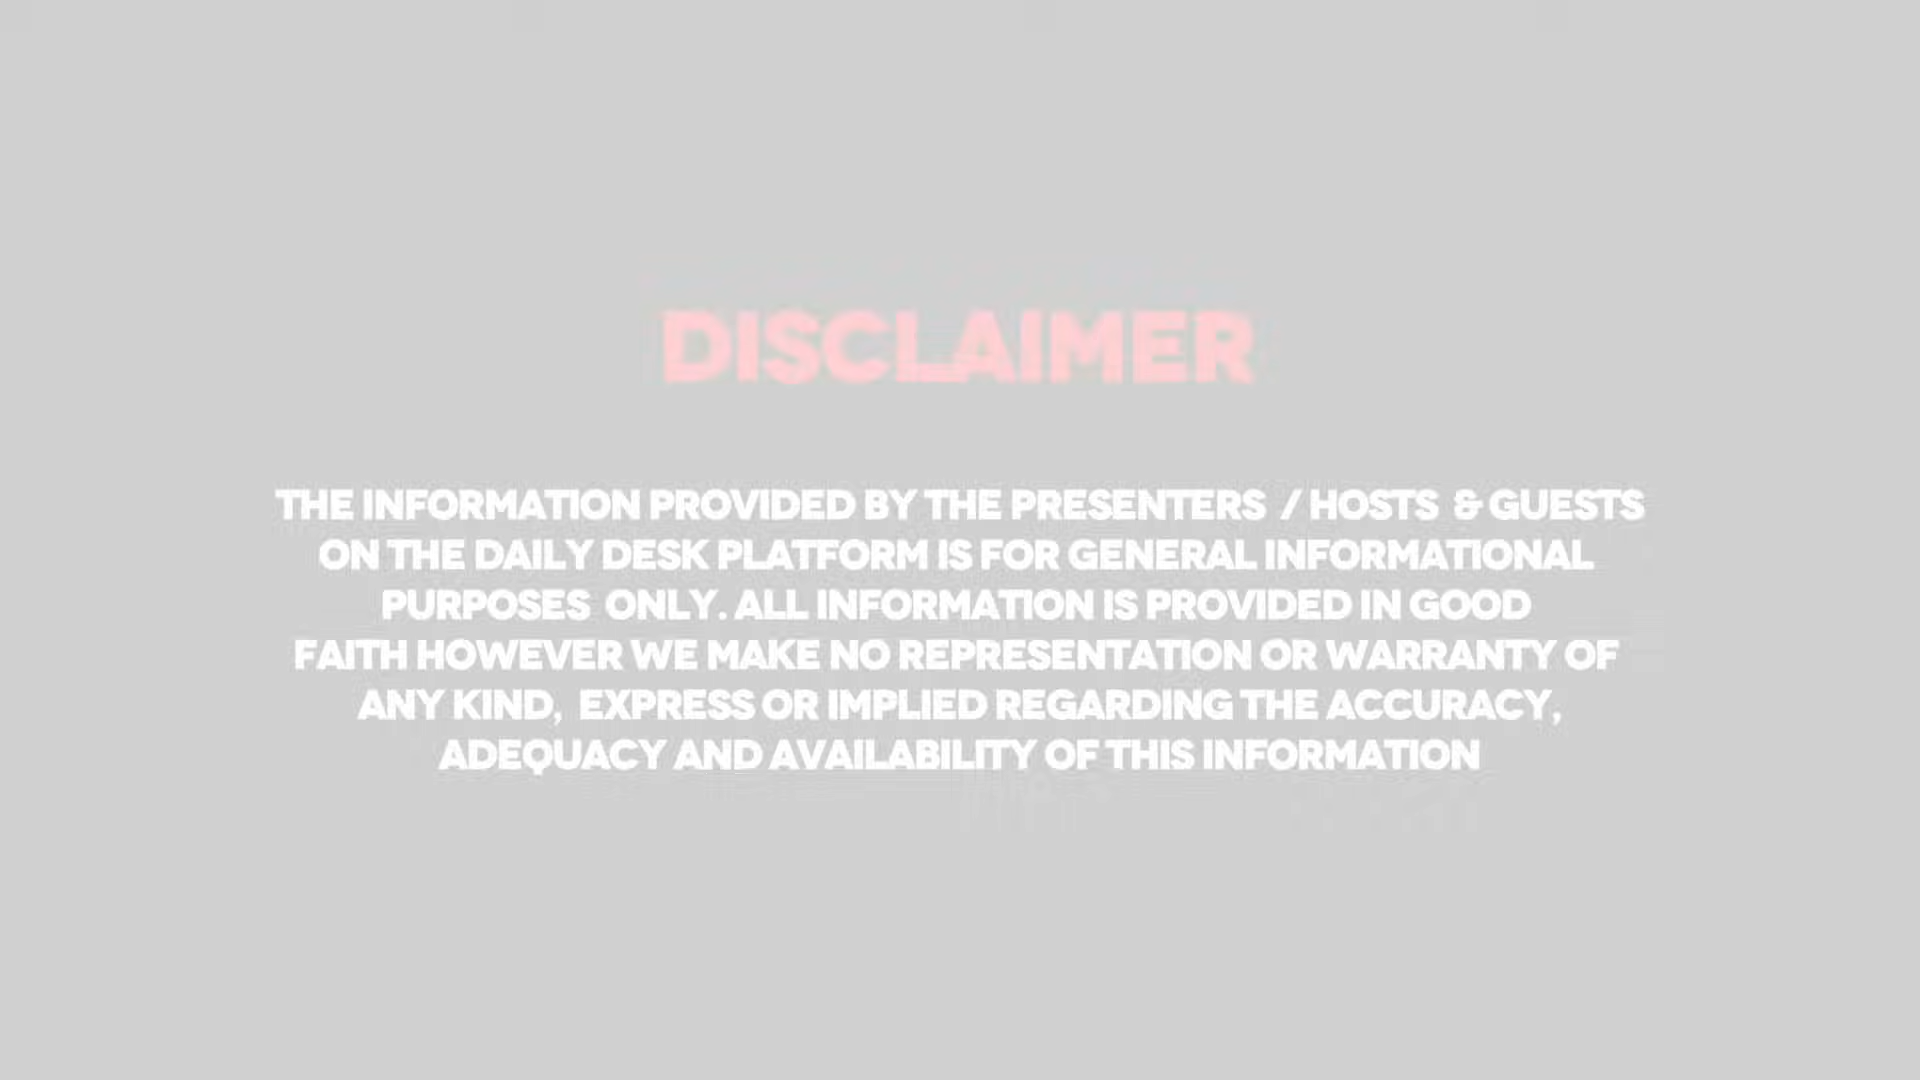 DISCLAIMER
THE INFORMATION PROVIDED BY THE PRESENTERS / HOSTS & GUESTS
ON THE DAILY DESK PLATFORM IS FOR GENERAL INFORMATIONAL
PURPOSES ONLY. ALL INFORMATION IS PROVIDED IN GOOD
FAITH HOWEVER WE MAKE NO REPRESENTATION OR WARRANTY OF
ANY KIND, EXPRESS OR IMPLIED REGARDING THE ACCURACY,
ADEQUACY AND AVAILABILITY OF THIS INFORMATION